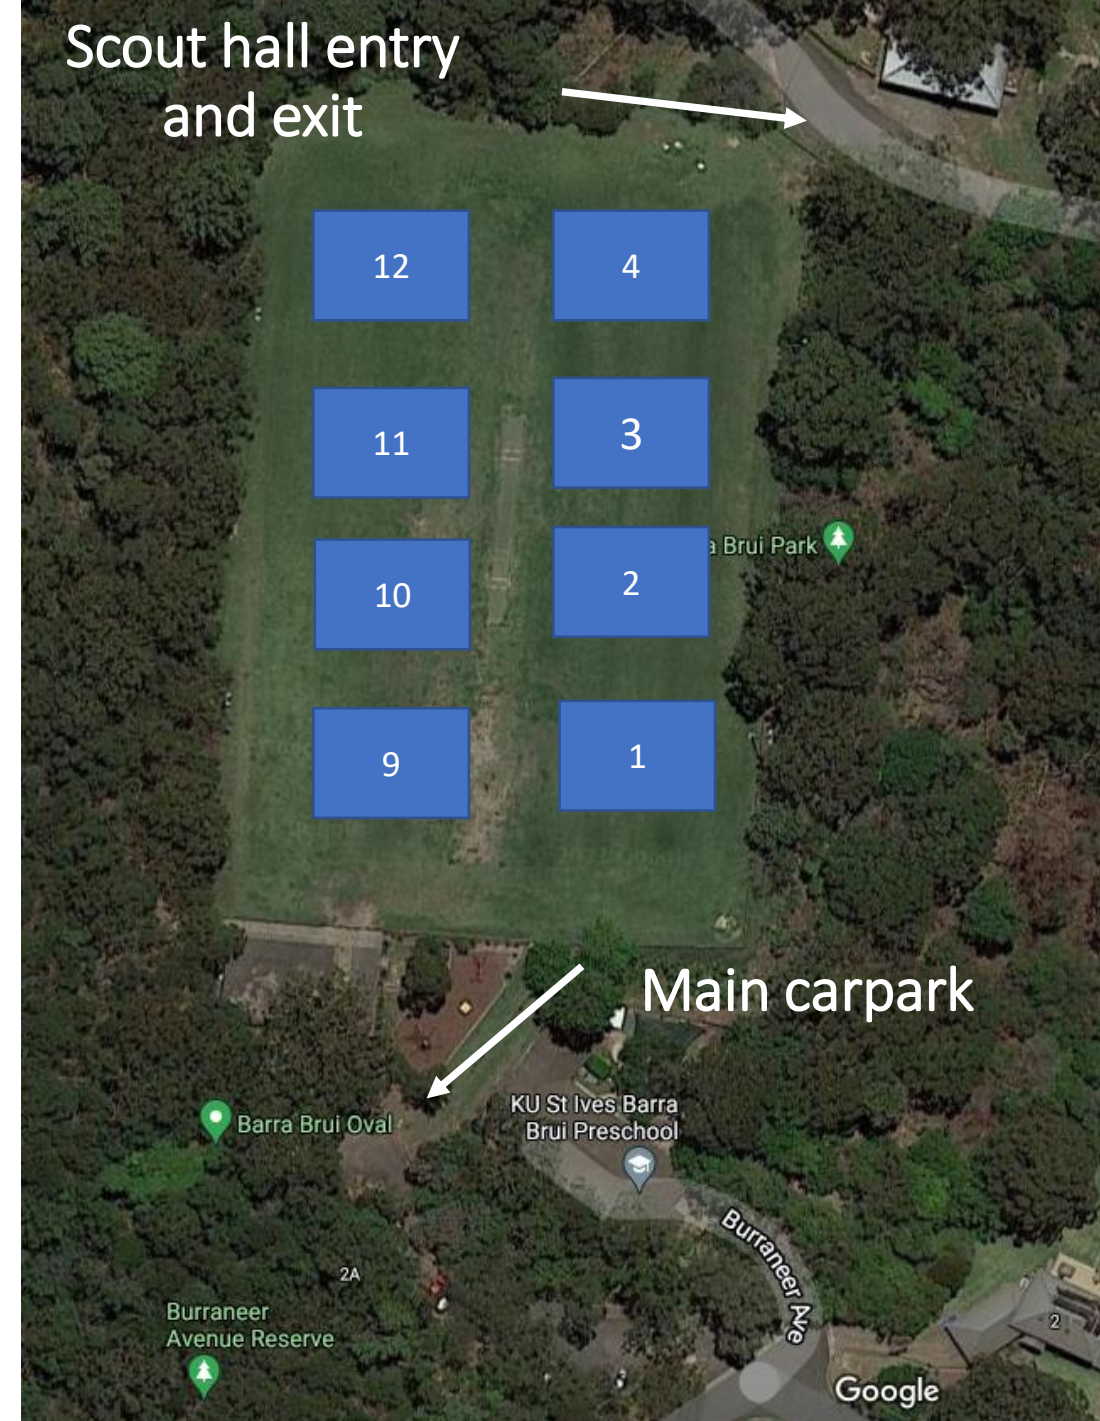 Scout hall entry
and exit
12
4
11
3
10
2
9
1
a Brui Park
Main carpark
KU St Ives Barra
Brui Preschool
Barra Brui Oval
Burraneer Ave
2A
Burraneer
Avenue Reserve
2
Google